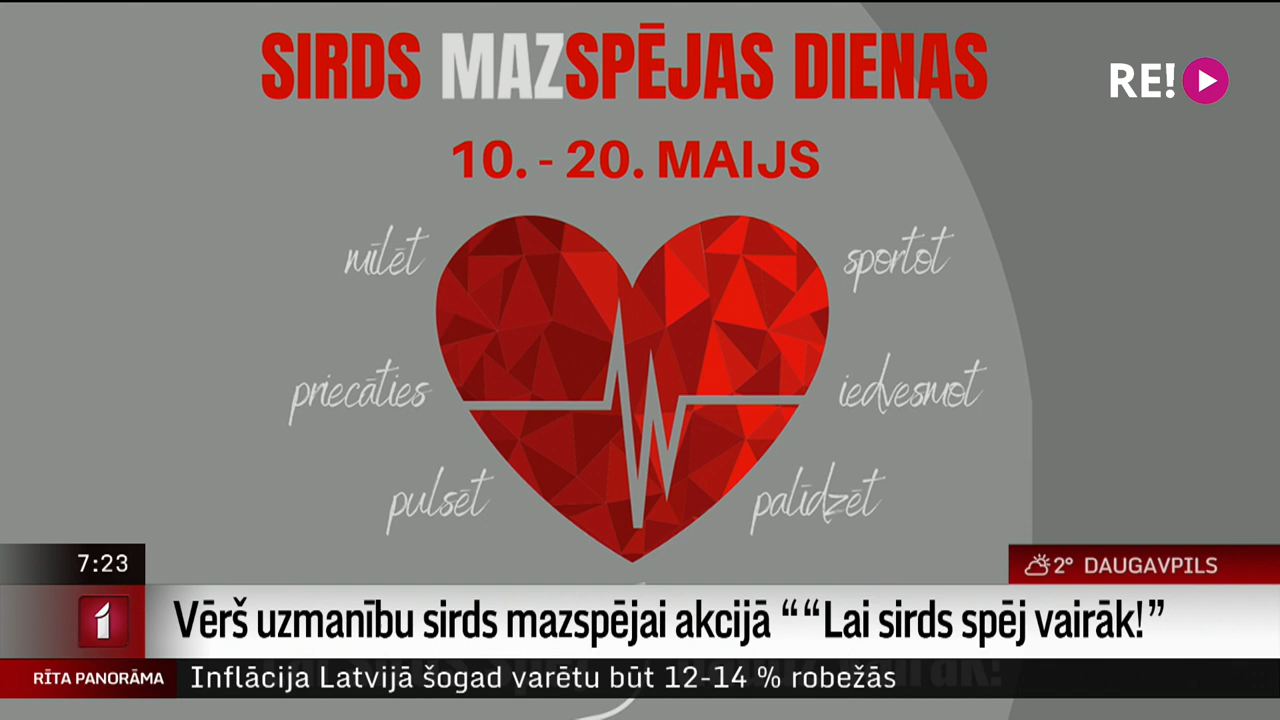 SIRDS MAZSPĒJAS DIENAS
RE!
10. - 20. MAIJS
mīlēt
sportot
priecāties
iedvesmot
pulsēt
palīdzēt
7:23
2° DAUGAVPILS
1
Vērš uzmanību sirds mazspējai akcijā ““Lai sirds spēj vairāk!”
RĪTA PANORĀMA
Inflācija Latvijā šogad varētu būt 12-14 % robežās